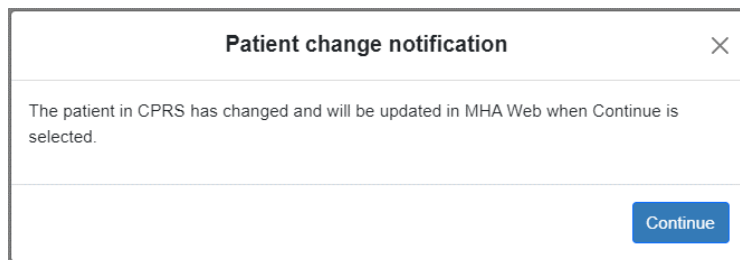 Patient change notification
The patient in CPRS has changed and will be updated in MHA Web when Continue is
selected.
Continue